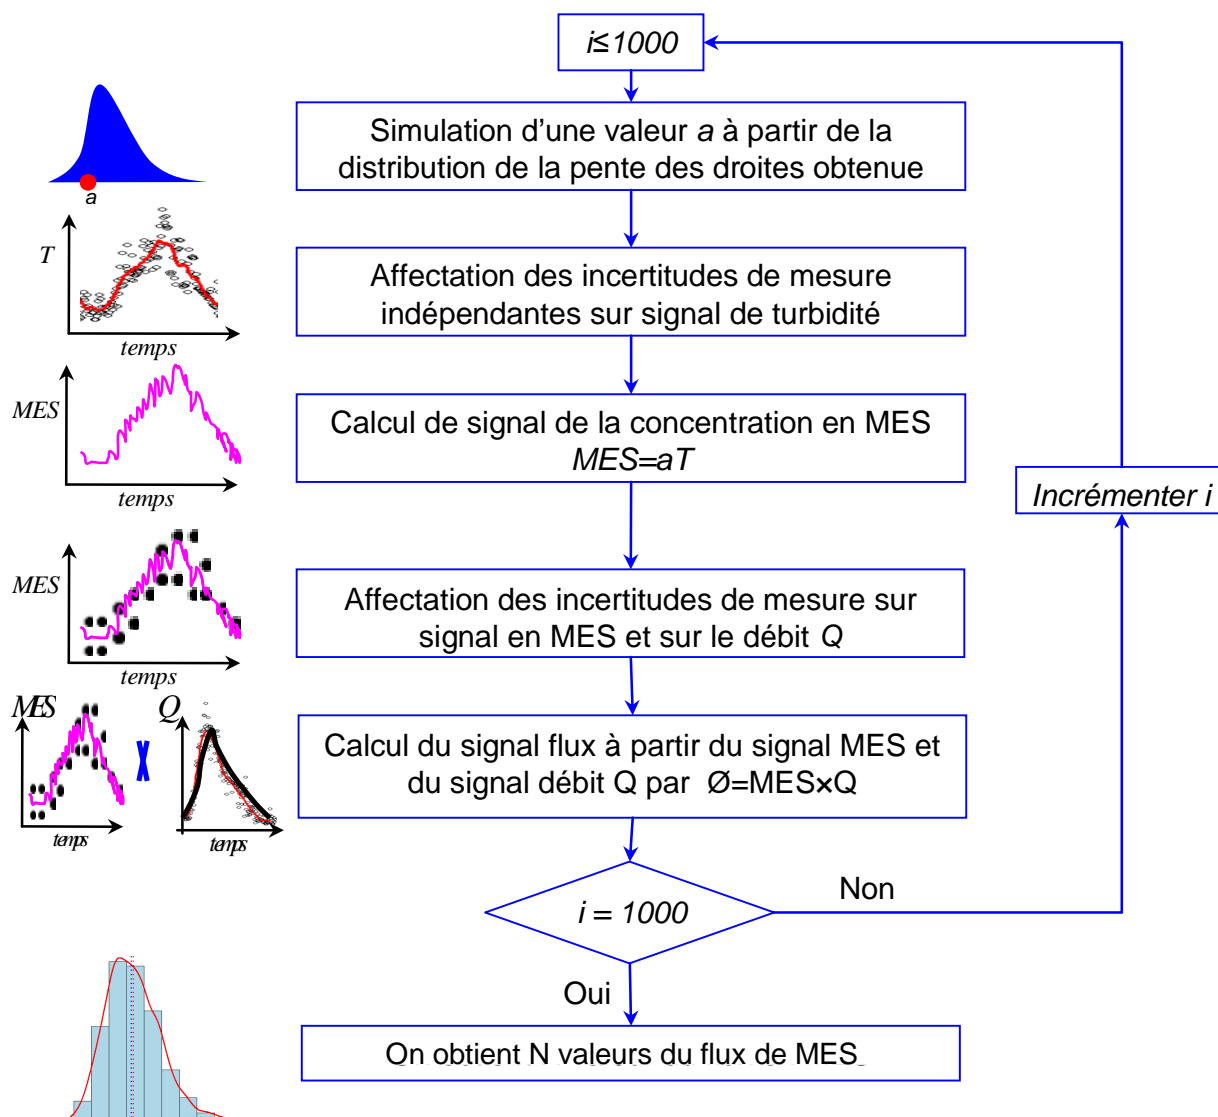 i≤1000
Simulation d'une valeur a à partir de la
distribution de la pente des droites obtenue
a
T
temps
Affectation des incertitudes de mesure
indépendantes sur signal de turbidité
MES
temps
Calcul de signal de la concentration en MES
MES=aT
Incrémenter i
MES
temps
Affectation des incertitudes de mesure sur
signal en MES et sur le débit Q
MES
Q
temps
temps
Calcul du signal flux à partir du signal MES et
du signal débit Q par Ø=MES×Q
i = 1000
Non
Oui
On obtient N valeurs du flux de MES